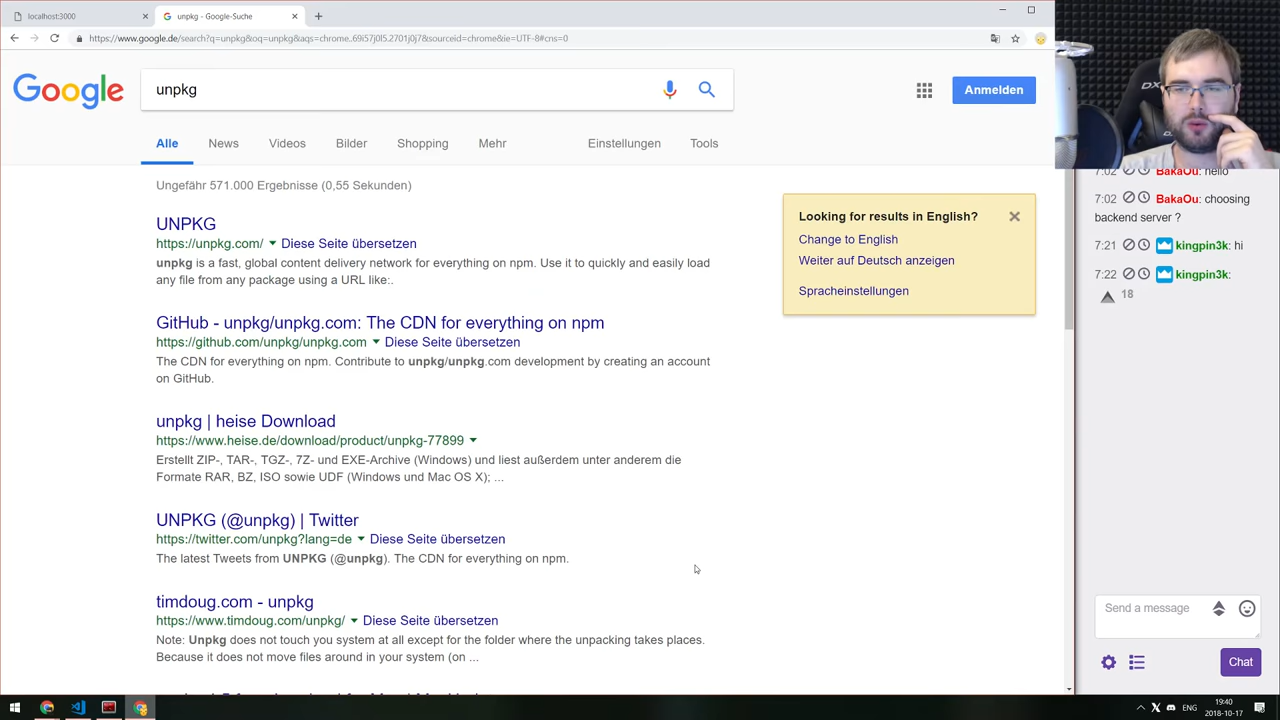 localhost:3000
unpkg - Google-Suche
https://www.google.de/search?q=unpkg&oq=unpkg&aqs=chrome..69i57j0l5.2701j0j7&sourceid=chrome&ie=UTF-8#cns=0
Google
unpkg
Anmelden
Alle
News
Videos
Bilder
Shopping
Mehr
Einstellungen
Tools
Ungefähr 571.000 Ergebnisse (0,55 Sekunden)
UNPKG
https://unpkg.com/ Diese Seite übersetzen
unpkg is a fast, global content delivery network for everything on npm. Use it to quickly and easily load
any file from any package using a URL like:.
GitHub - unpkg/unpkg.com: The CDN for everything on npm
https://github.com/unpkg/unpkg.com Diese Seite übersetzen
The CDN for everything on npm. Contribute to unpkg/unpkg.com development by creating an account
on GitHub.
unpkg | heise Download
https://www.heise.de/download/product/unpkg-77899
Erstellt ZIP-, TAR-, TGZ-, 7Z- und EXE-Archive (Windows) und liest außerdem unter anderem die
Formate RAR, BZ, ISO sowie UDF (Windows und Mac OS X); ...
UNPKG (@unpkg) | Twitter
https://twitter.com/unpkg?lang=de Diese Seite übersetzen
The latest Tweets from UNPKG (@unpkg). The CDN for everything on npm.
timdoug.com - unpkg
https://www.timdoug.com/unpkg/ Diese Seite übersetzen
Note: Unpkg does not touch you system at all except for the folder where the unpacking takes places.
Because it does not move files around in your system (on ...
Looking for results in English?
Change to English
Weiter auf Deutsch anzeigen
Spracheinstellungen
DX
7:02 BakaOu: hello
7:02 BakaOu: choosing
backend server ?
7:21 kingpin3k: hi
7:22 kingpin3k:
18
Send a message
Chat
ENG
19:40
2018-10-17